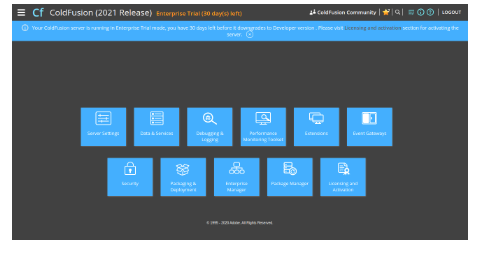 Cf ColdFusion (2021 Release) Enterprise Trial (30 day(s) left) ColdFusion Community | | | LOGOUT
Your ColdFusion server is running in Enterprise Trial mode, you have 30 days left before it downgrades to Developer version . Please visit Licensing and activation section for activating the
server.
Server Settings Data & Services Debugging & Logging Performance Monitoring Toolset Extensions Event Gateways
Security Packaging & Deployment Enterprise Manager Package Manager Licensing and Activation
© 1995 - 2020 Adobe. All Rights Reserved.